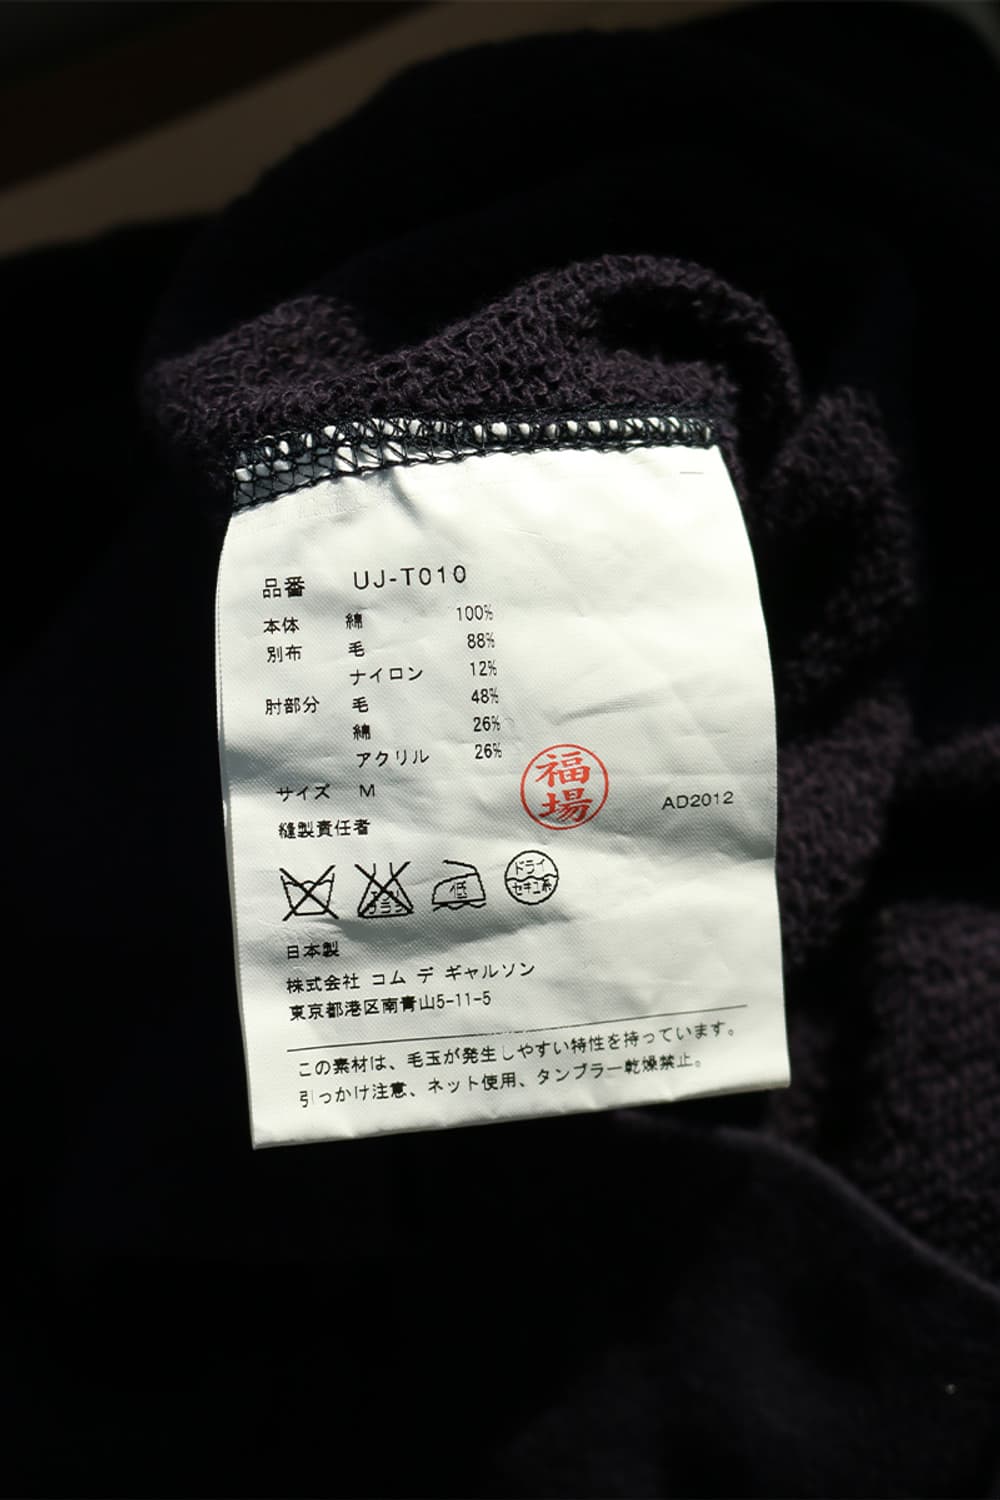 品番 UJ-T010
本体 綿 100%
別布 毛 88%
ナイロン 12%
肘部分 毛 48%
綿 26%
アクリル 26%
サイズ M
福場
AD2012
縫製責任者
エンソサラシ
低
ドライ
セキユ系
日本製
株式会社 コム デ ギャルソン
東京都港区南青山5-11-5
この素材は、毛玉が発生しやすい特性を持っています。
引っかけ注意、ネット使用、タンブラー乾燥禁止。